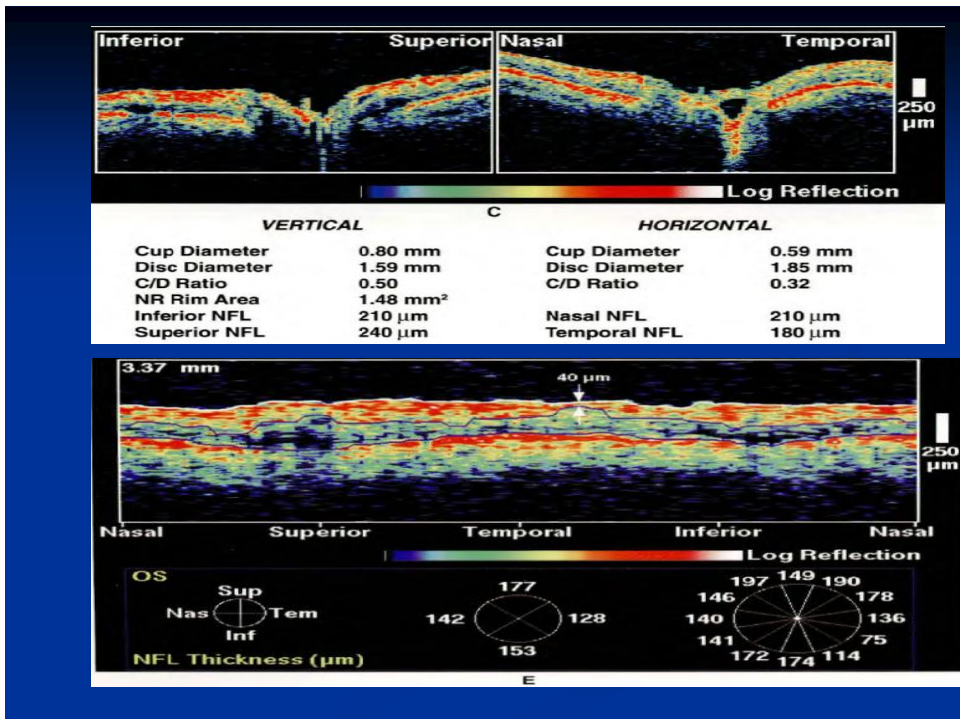 Inferior Superior Nasal Temporal
250 µm
Log Reflection
C
VERTICAL HORIZONTAL
Cup Diameter 0.80 mm Cup Diameter 0.59 mm
Disc Diameter 1.59 mm Disc Diameter 1.85 mm
C/D Ratio 0.50 C/D Ratio 0.32
NR Rim Area 1.48 mm²
Inferior NFL 210 µm Nasal NFL 210 µm
Superior NFL 240 µm Temporal NFL 180 µm
3.37 mm
40 µm
250 µm
Nasal Superior Temporal Inferior Nasal
Log Reflection
OS
Sup
Nas Tem
Inf
177
142 128
153
197 149 190
146 178
140 136
141 75
172 174 114
NFL Thickness (µm)
E